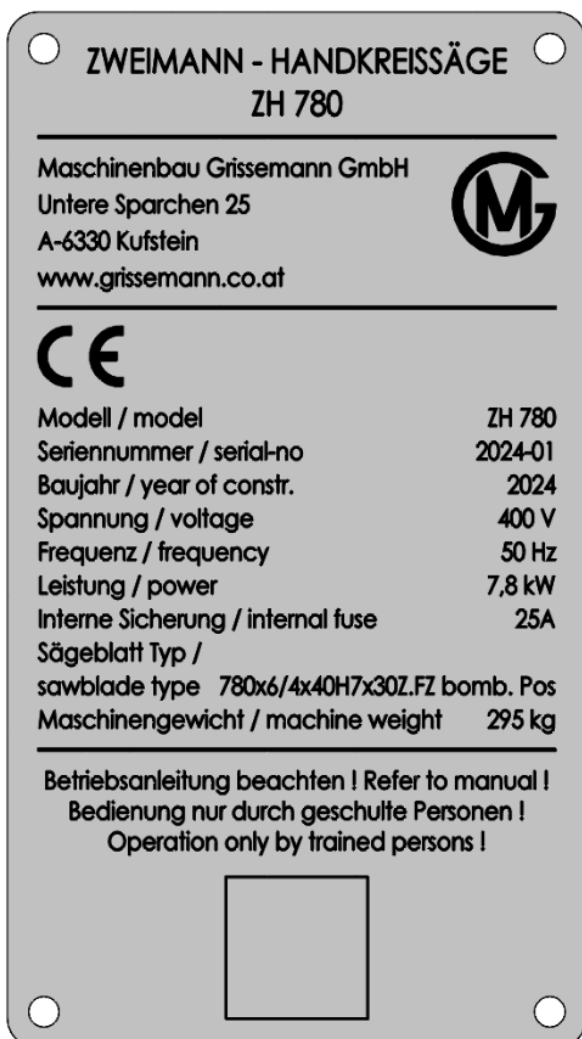 ZWEIMANN - HANDKREISSÄGE
ZH 780
Maschinenbau Grissemann GmbH
Untere Sparchen 25
A-6330 Kufstein
www.grissemann.co.at
MG
CE
Modell / model ZH 780
Seriennummer / serial-no 2024-01
Baujahr / year of constr. 2024
Spannung / voltage 400 V
Frequenz / frequency 50 Hz
Leistung / power 7,8 kW
Interne Sicherung / internal fuse 25A
Sägeblatt Typ /
sawblade type 780x6/4x40H7x30Z.FZ bomb. Pos
Maschinengewicht / machine weight 295 kg
Betriebsanleitung beachten ! Refer to manual !
Bedienung nur durch geschulte Personen !
Operation only by trained persons !